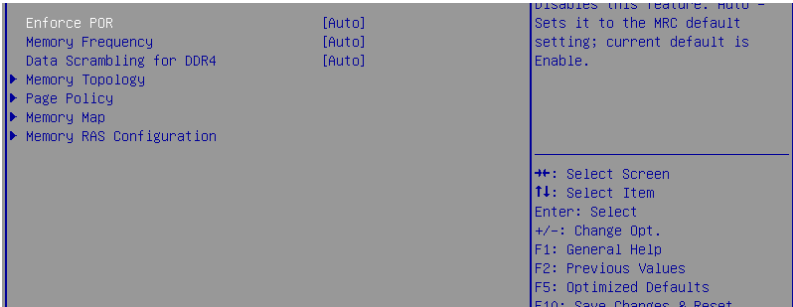 Enforce POR [Auto]
Memory Frequency [Auto]
Data Scrambling for DDR4 [Auto]
Memory Topology
Page Policy
Memory Map
Memory RAS Configuration
Disables this feature. Auto -
Sets it to the MRC default
setting; current default is
Enable.
→←: Select Screen
↑↓: Select Item
Enter: Select
+/-: Change Opt.
F1: General Help
F2: Previous Values
F5: Optimized Defaults
F10: Save Changes & Reset